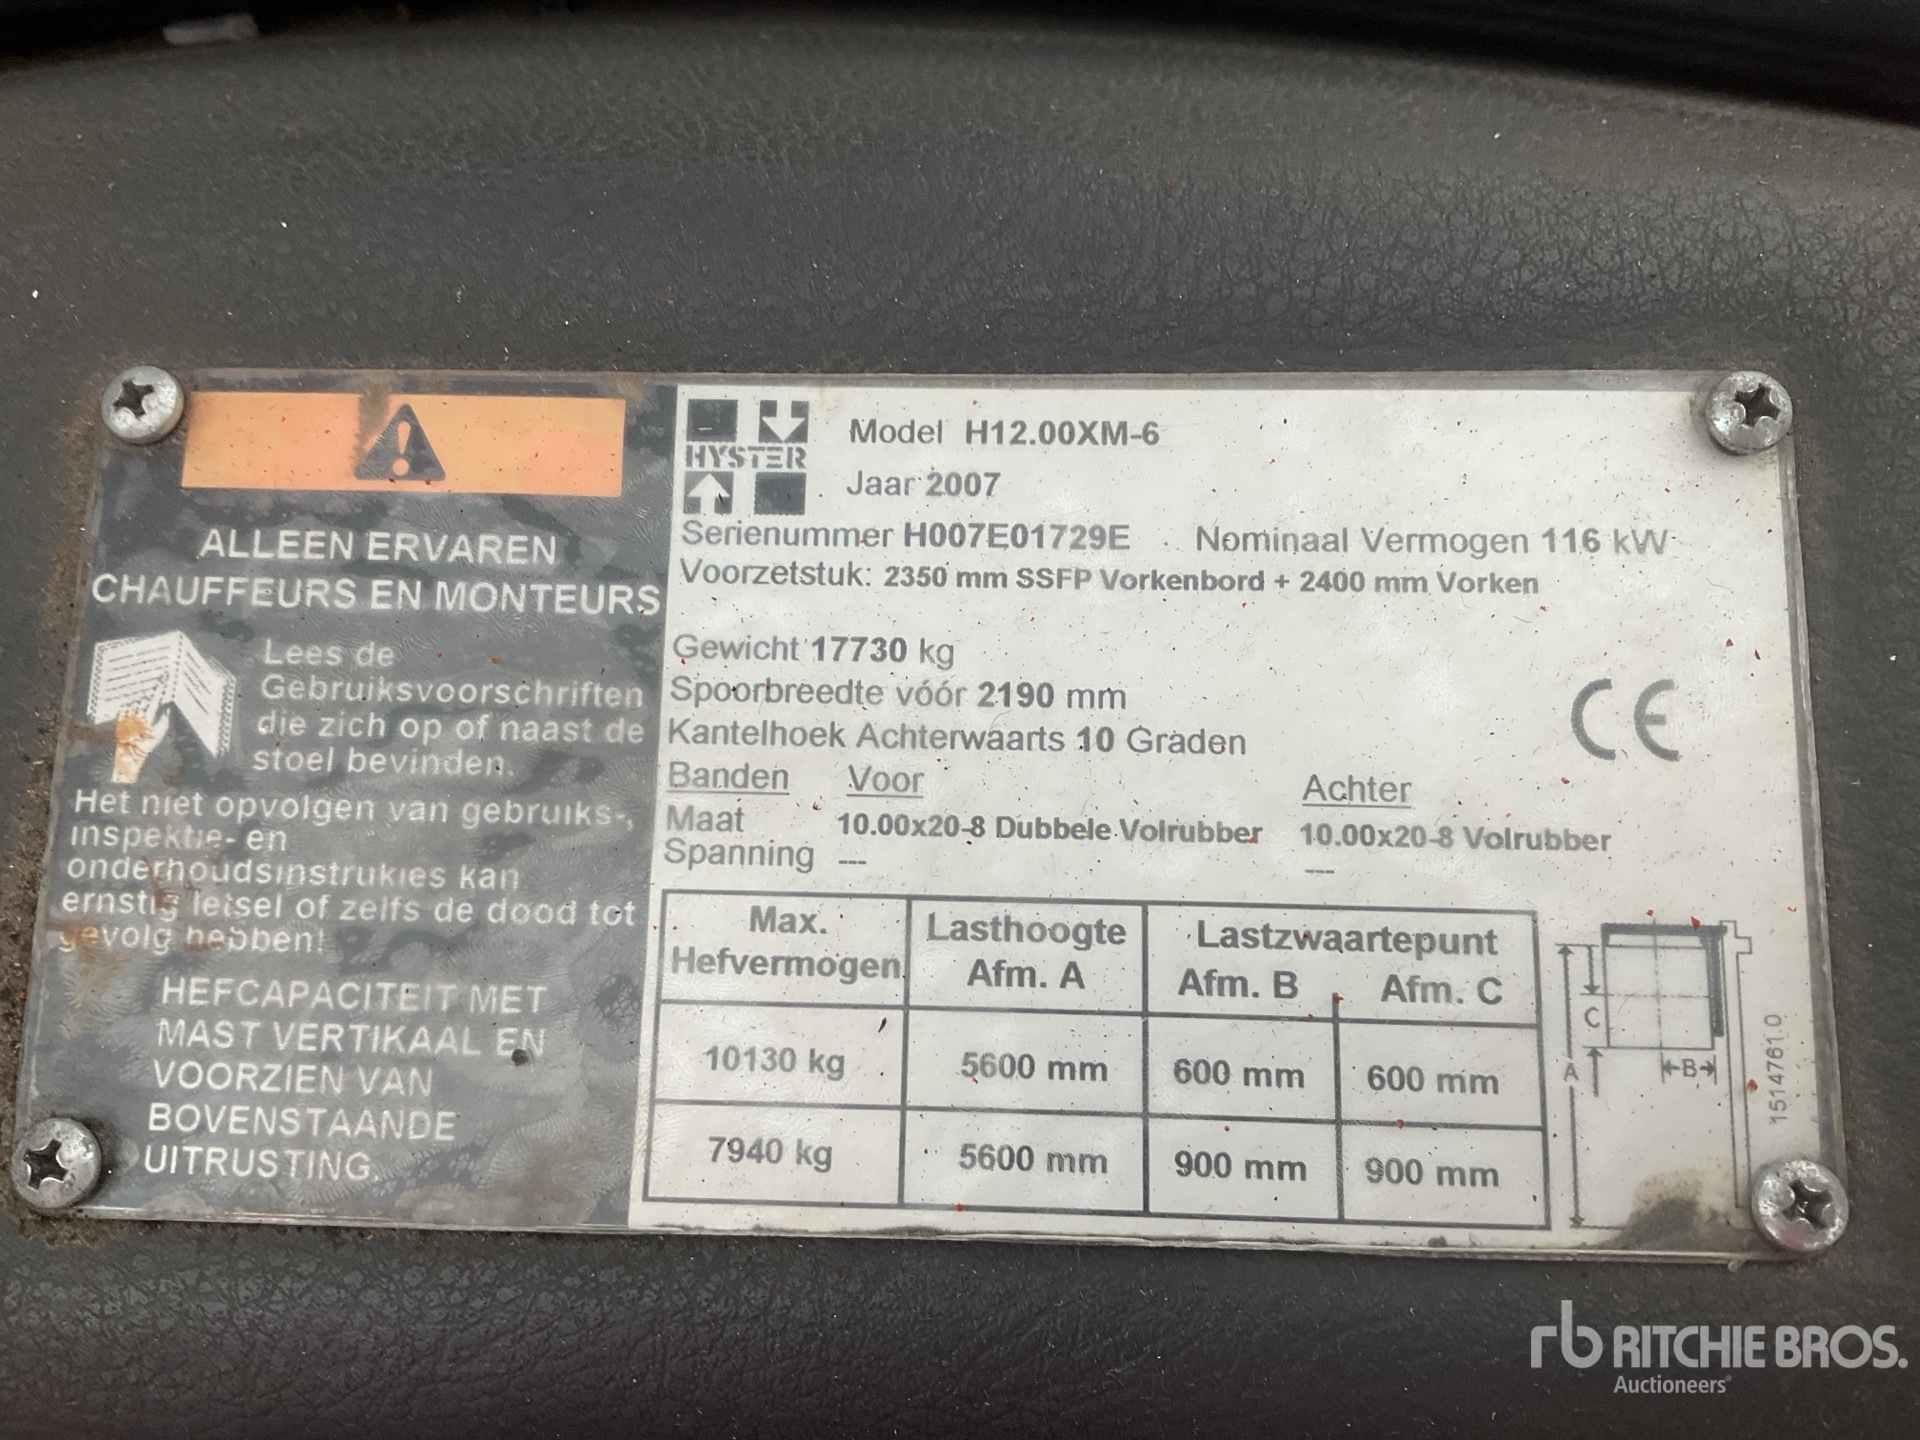 ALLEEN ERVAREN
CHAUFFEURS EN MONTEURS
Lees de
Gebruiksvoorschriften
die zich op of naast de
stoel bevinden.
Het niet opvolgen van gebruiks-,
inspektie- en
onderhoudsinstrukies kan
ernstig letsel of zelfs de dood tot
gevolg hebben!
HEFCAPACITEIT MET
MAST VERTIKAAL EN
VOORZIEN VAN
BOVENSTAANDE
UITRUSTING.
HYSTER
Model H12.00XM-6
Jaar 2007
Serienummer H007E01729E Nominaal Vermogen 116 kW
Voorzetstuk: 2350 mm SSFP Vorkenbord + 2400 mm Vorken
Gewicht 17730 kg
Spoorbreedte vóór 2190 mm
Kantelhoek Achterwaarts 10 Graden
CE
Banden Voor Achter
Maat 10.00x20-8 Dubbele Volrubber 10.00x20-8 Volrubber
Spanning --- ---
Max. Hefvermogen Lasthoogte Afm. A Lastzwaartepunt Afm. B Afm. C
10130 kg 5600 mm 600 mm 600 mm
7940 kg 5600 mm 900 mm 900 mm
C
A
B
1514761 0
rb RITCHIE BROS.
Auctioneers